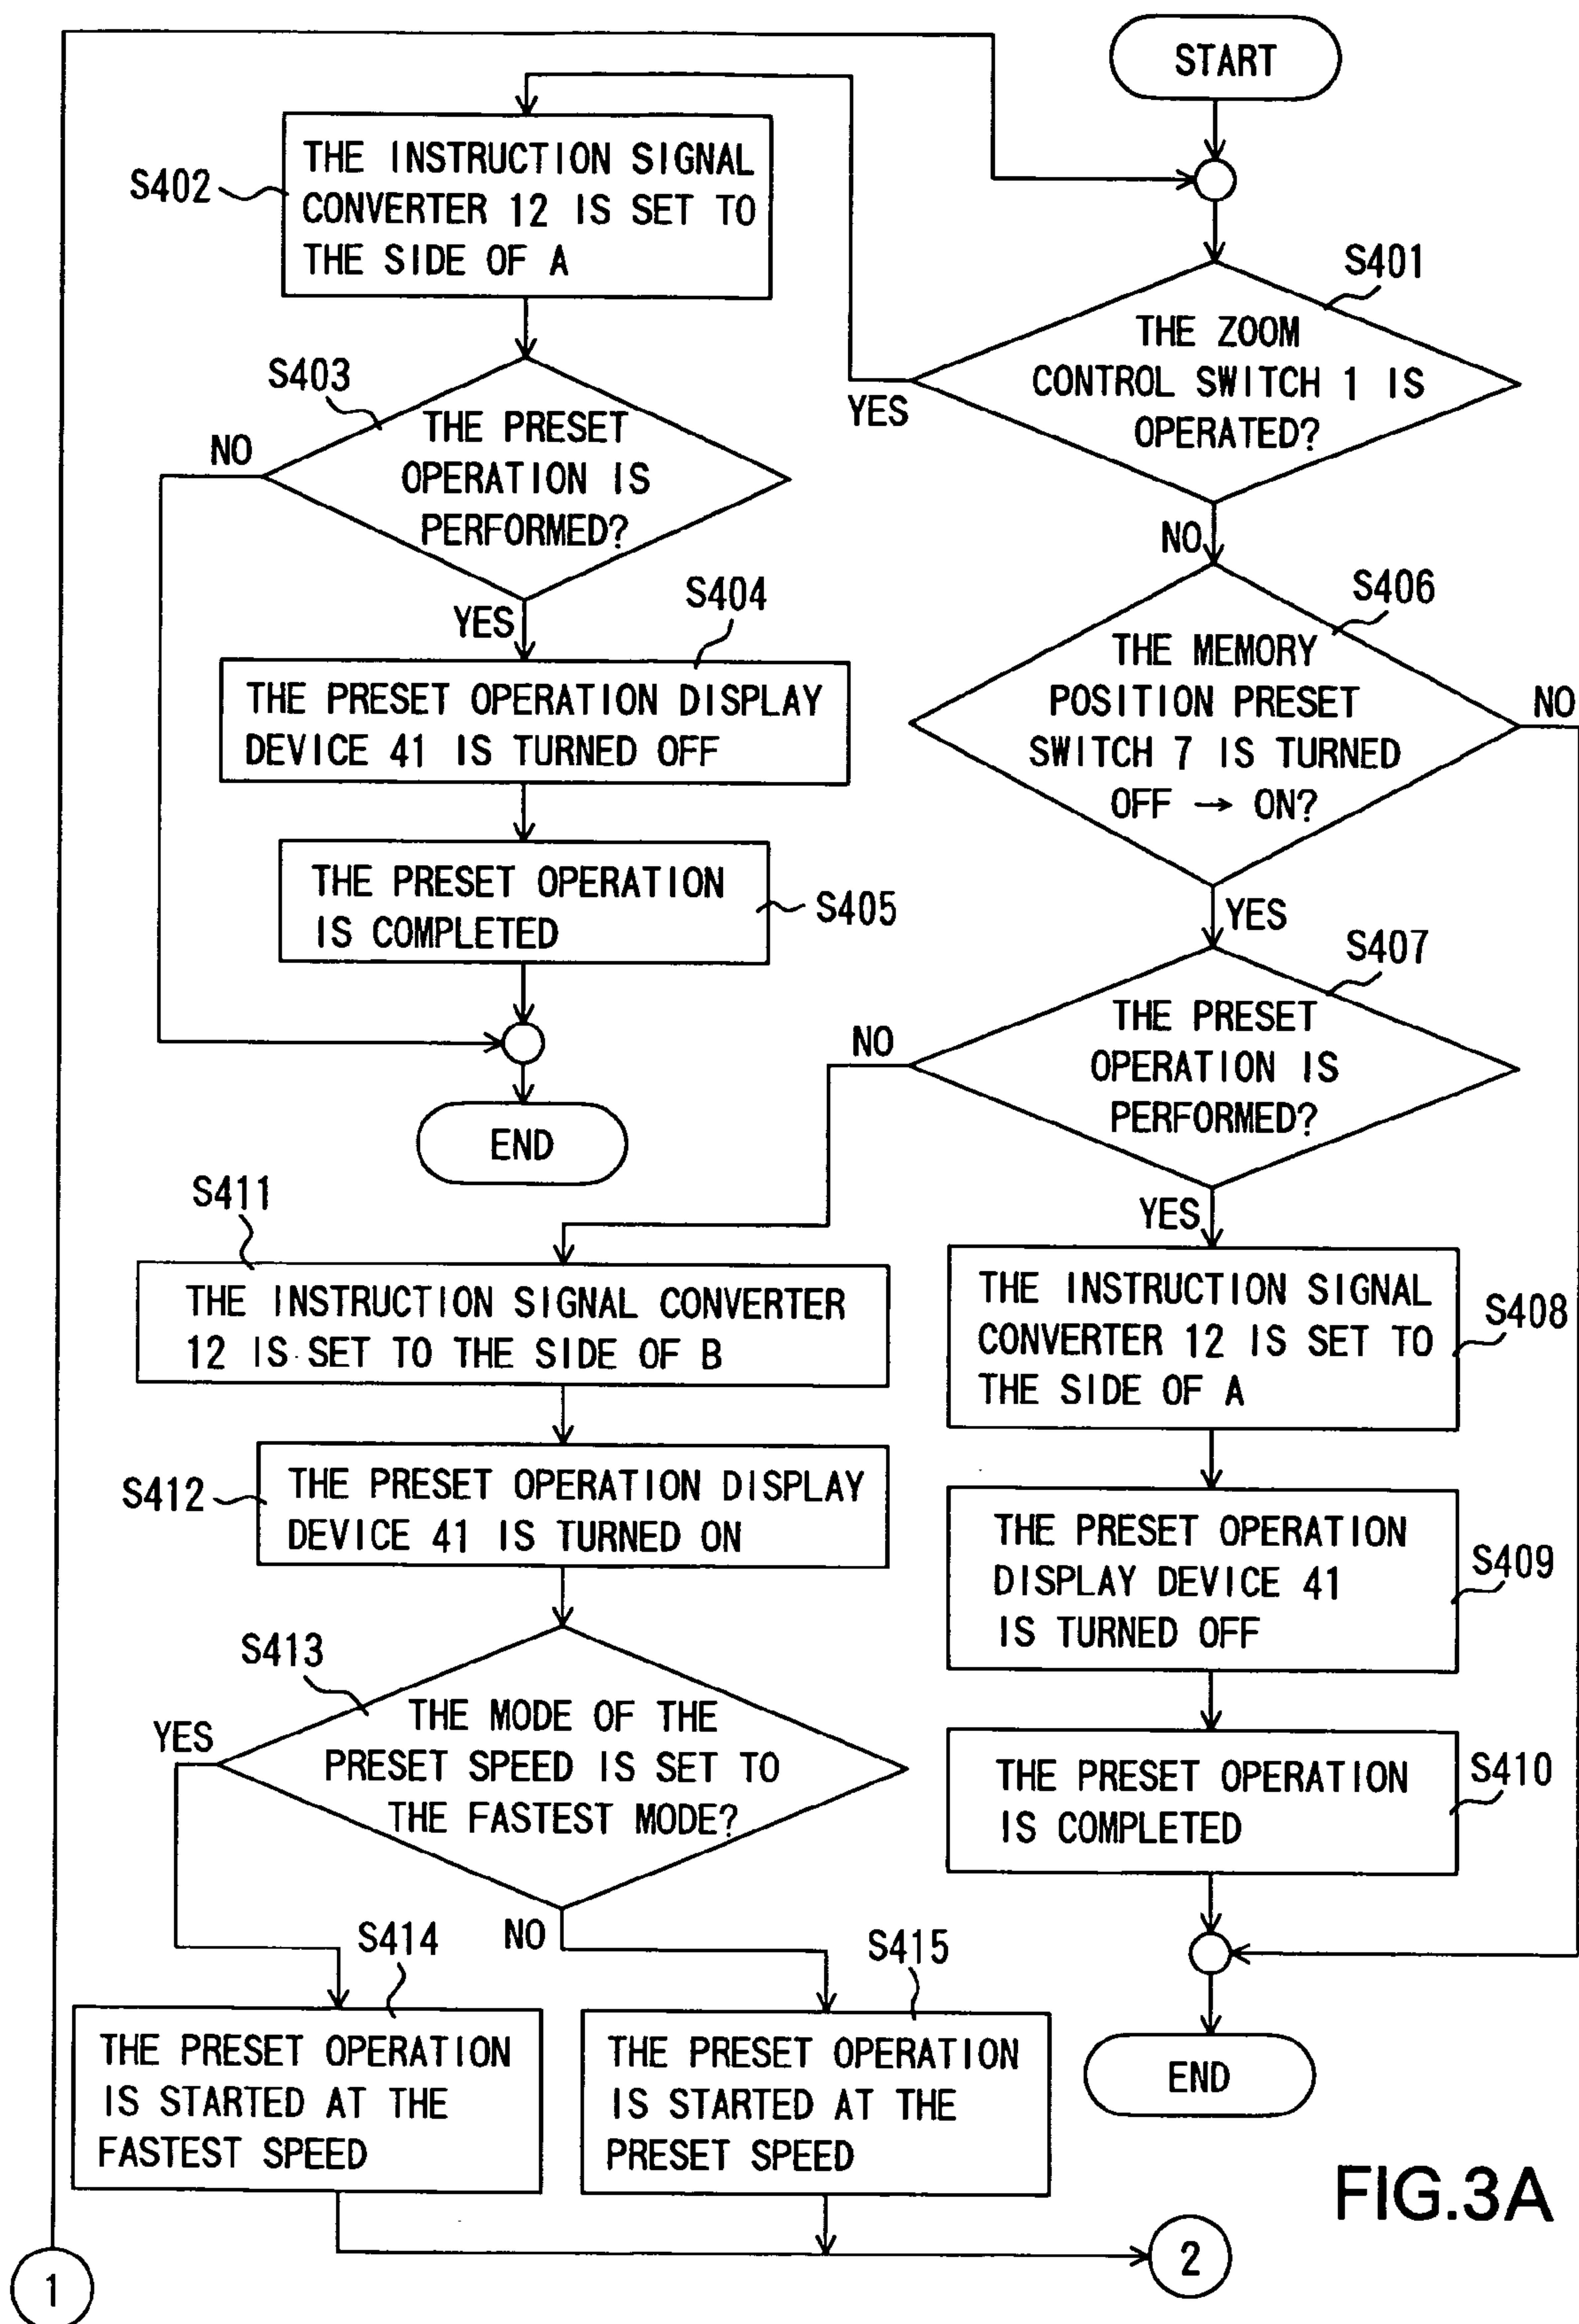 START
S401
THE ZOOM
CONTROL SWITCH 1 IS
OPERATED?
YES
NO
S402
THE INSTRUCTION SIGNAL
CONVERTER 12 IS SET TO
THE SIDE OF A
S403
THE PRESET
OPERATION IS
PERFORMED?
NO
YES
S404
THE PRESET OPERATION DISPLAY
DEVICE 41 IS TURNED OFF
THE PRESET OPERATION
IS COMPLETED
S405
END
S406
THE MEMORY
POSITION PRESET
SWITCH 7 IS TURNED
OFF → ON?
NO
YES
S407
THE PRESET
OPERATION IS
PERFORMED?
NO
YES
THE INSTRUCTION SIGNAL
CONVERTER 12 IS SET TO
THE SIDE OF A
S408
THE PRESET OPERATION
DISPLAY DEVICE 41
IS TURNED OFF
S409
THE PRESET OPERATION
IS COMPLETED
S410
END
S411
THE INSTRUCTION SIGNAL CONVERTER
12 IS SET TO THE SIDE OF B
S412
THE PRESET OPERATION DISPLAY
DEVICE 41 IS TURNED ON
S413
THE MODE OF THE
PRESET SPEED IS SET TO
THE FASTEST MODE?
YES
NO
S414
THE PRESET OPERATION
IS STARTED AT THE
FASTEST SPEED
S415
THE PRESET OPERATION
IS STARTED AT THE
PRESET SPEED
1
2
FIG.3A